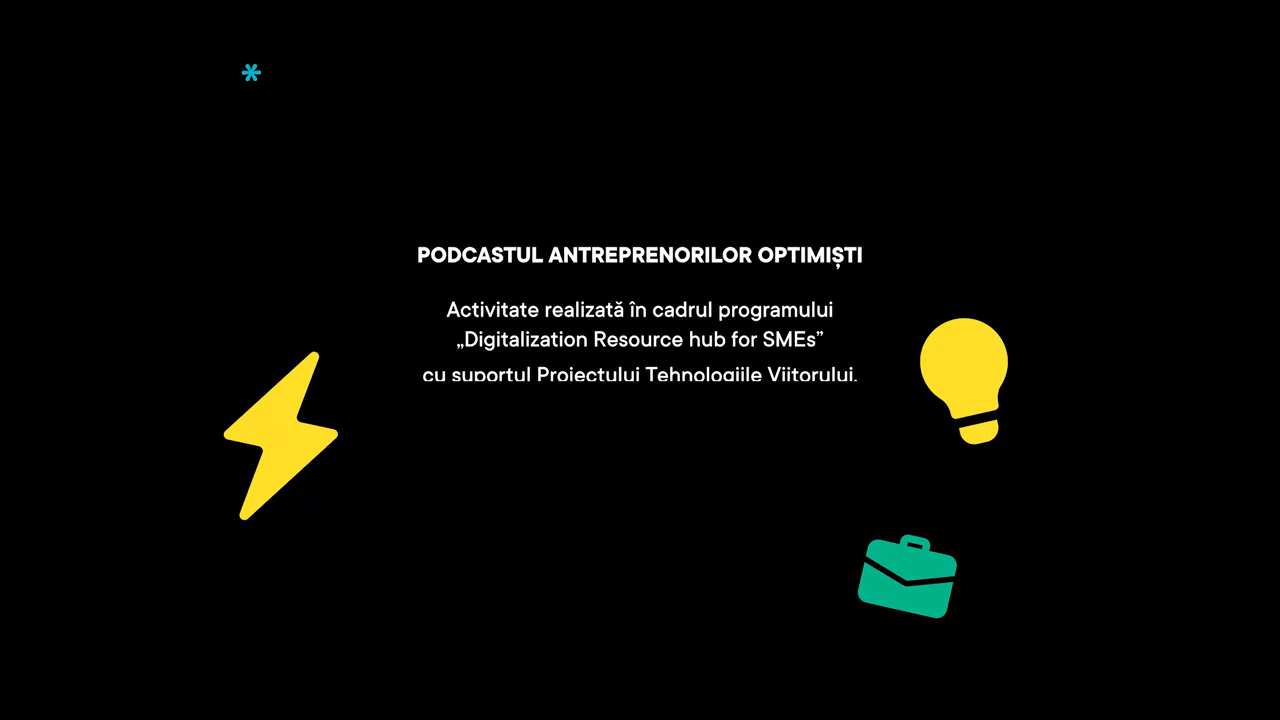 PODCASTUL ANTREPRENORILOR OPTIMIȘTI
Activitate realizată în cadrul programului
„Digitalization Resource hub for SMEs”
cu suportul Proiectului Tehnologiile Viitorului.